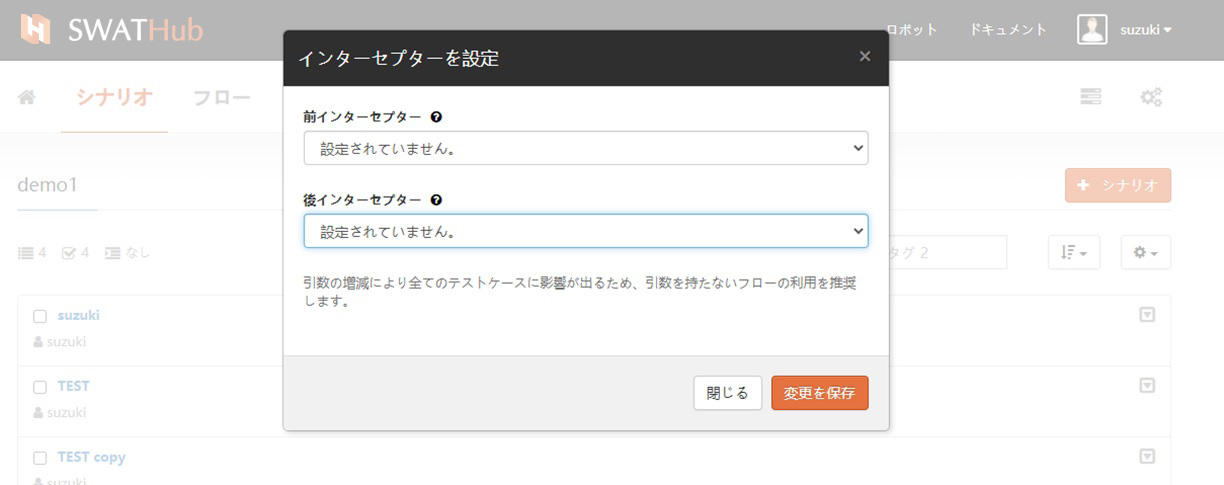 SWATHub
ロボット ドキュメント suzuki
インターセプターを設定 ×
シナリオ フロー
前インターセプター
設定されていません。
demo1
+ シナリオ
後インターセプター
設定されていません。
4 4 なし
タグ 2
引数の増減により全てのテストケースに影響が出るため、引数を持たないフローの利用を推奨
します。
suzuki
suzuki
TEST
suzuki
閉じる 変更を保存
TEST copy
suzuki